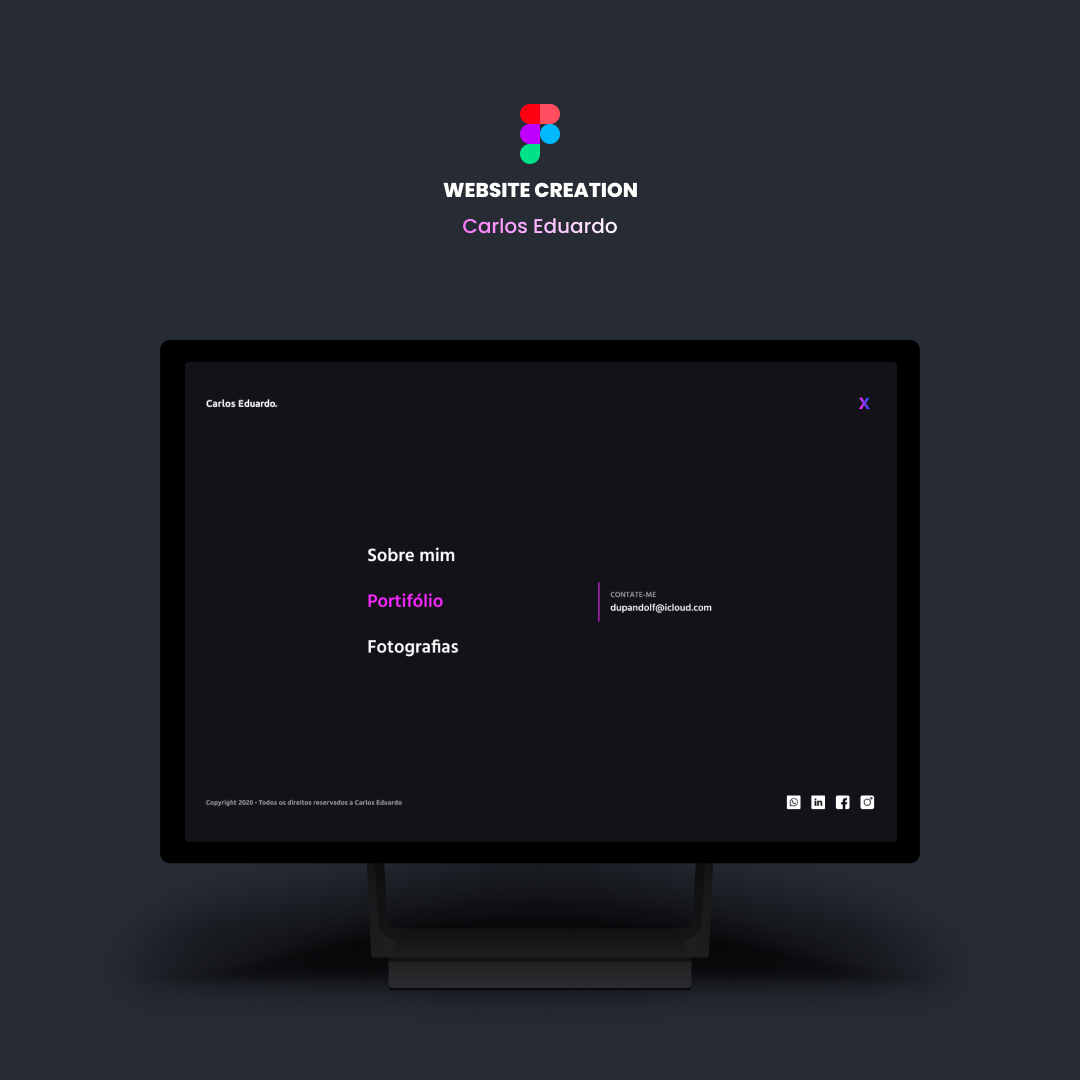 WEBSITE CREATION
Carlos Eduardo
Carlos Eduardo.
X
Sobre mim
Portifólio
CONTATE-ME
dupandolf@icloud.com
Fotografias
Copyright 2020 - Todos os direitos reservados a Carlos Eduardo
in